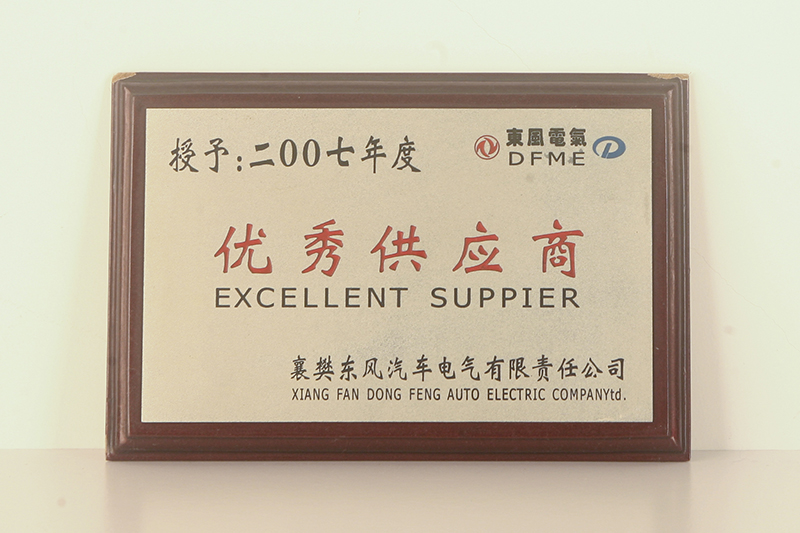 授予:二00七年度
東風電氣
DFME
优秀供应商
EXCELLENT SUPPIER
襄樊东风汽车电气有限责任公司
XIANG FAN DONG FENG AUTO ELECTRIC COMPANYtd.